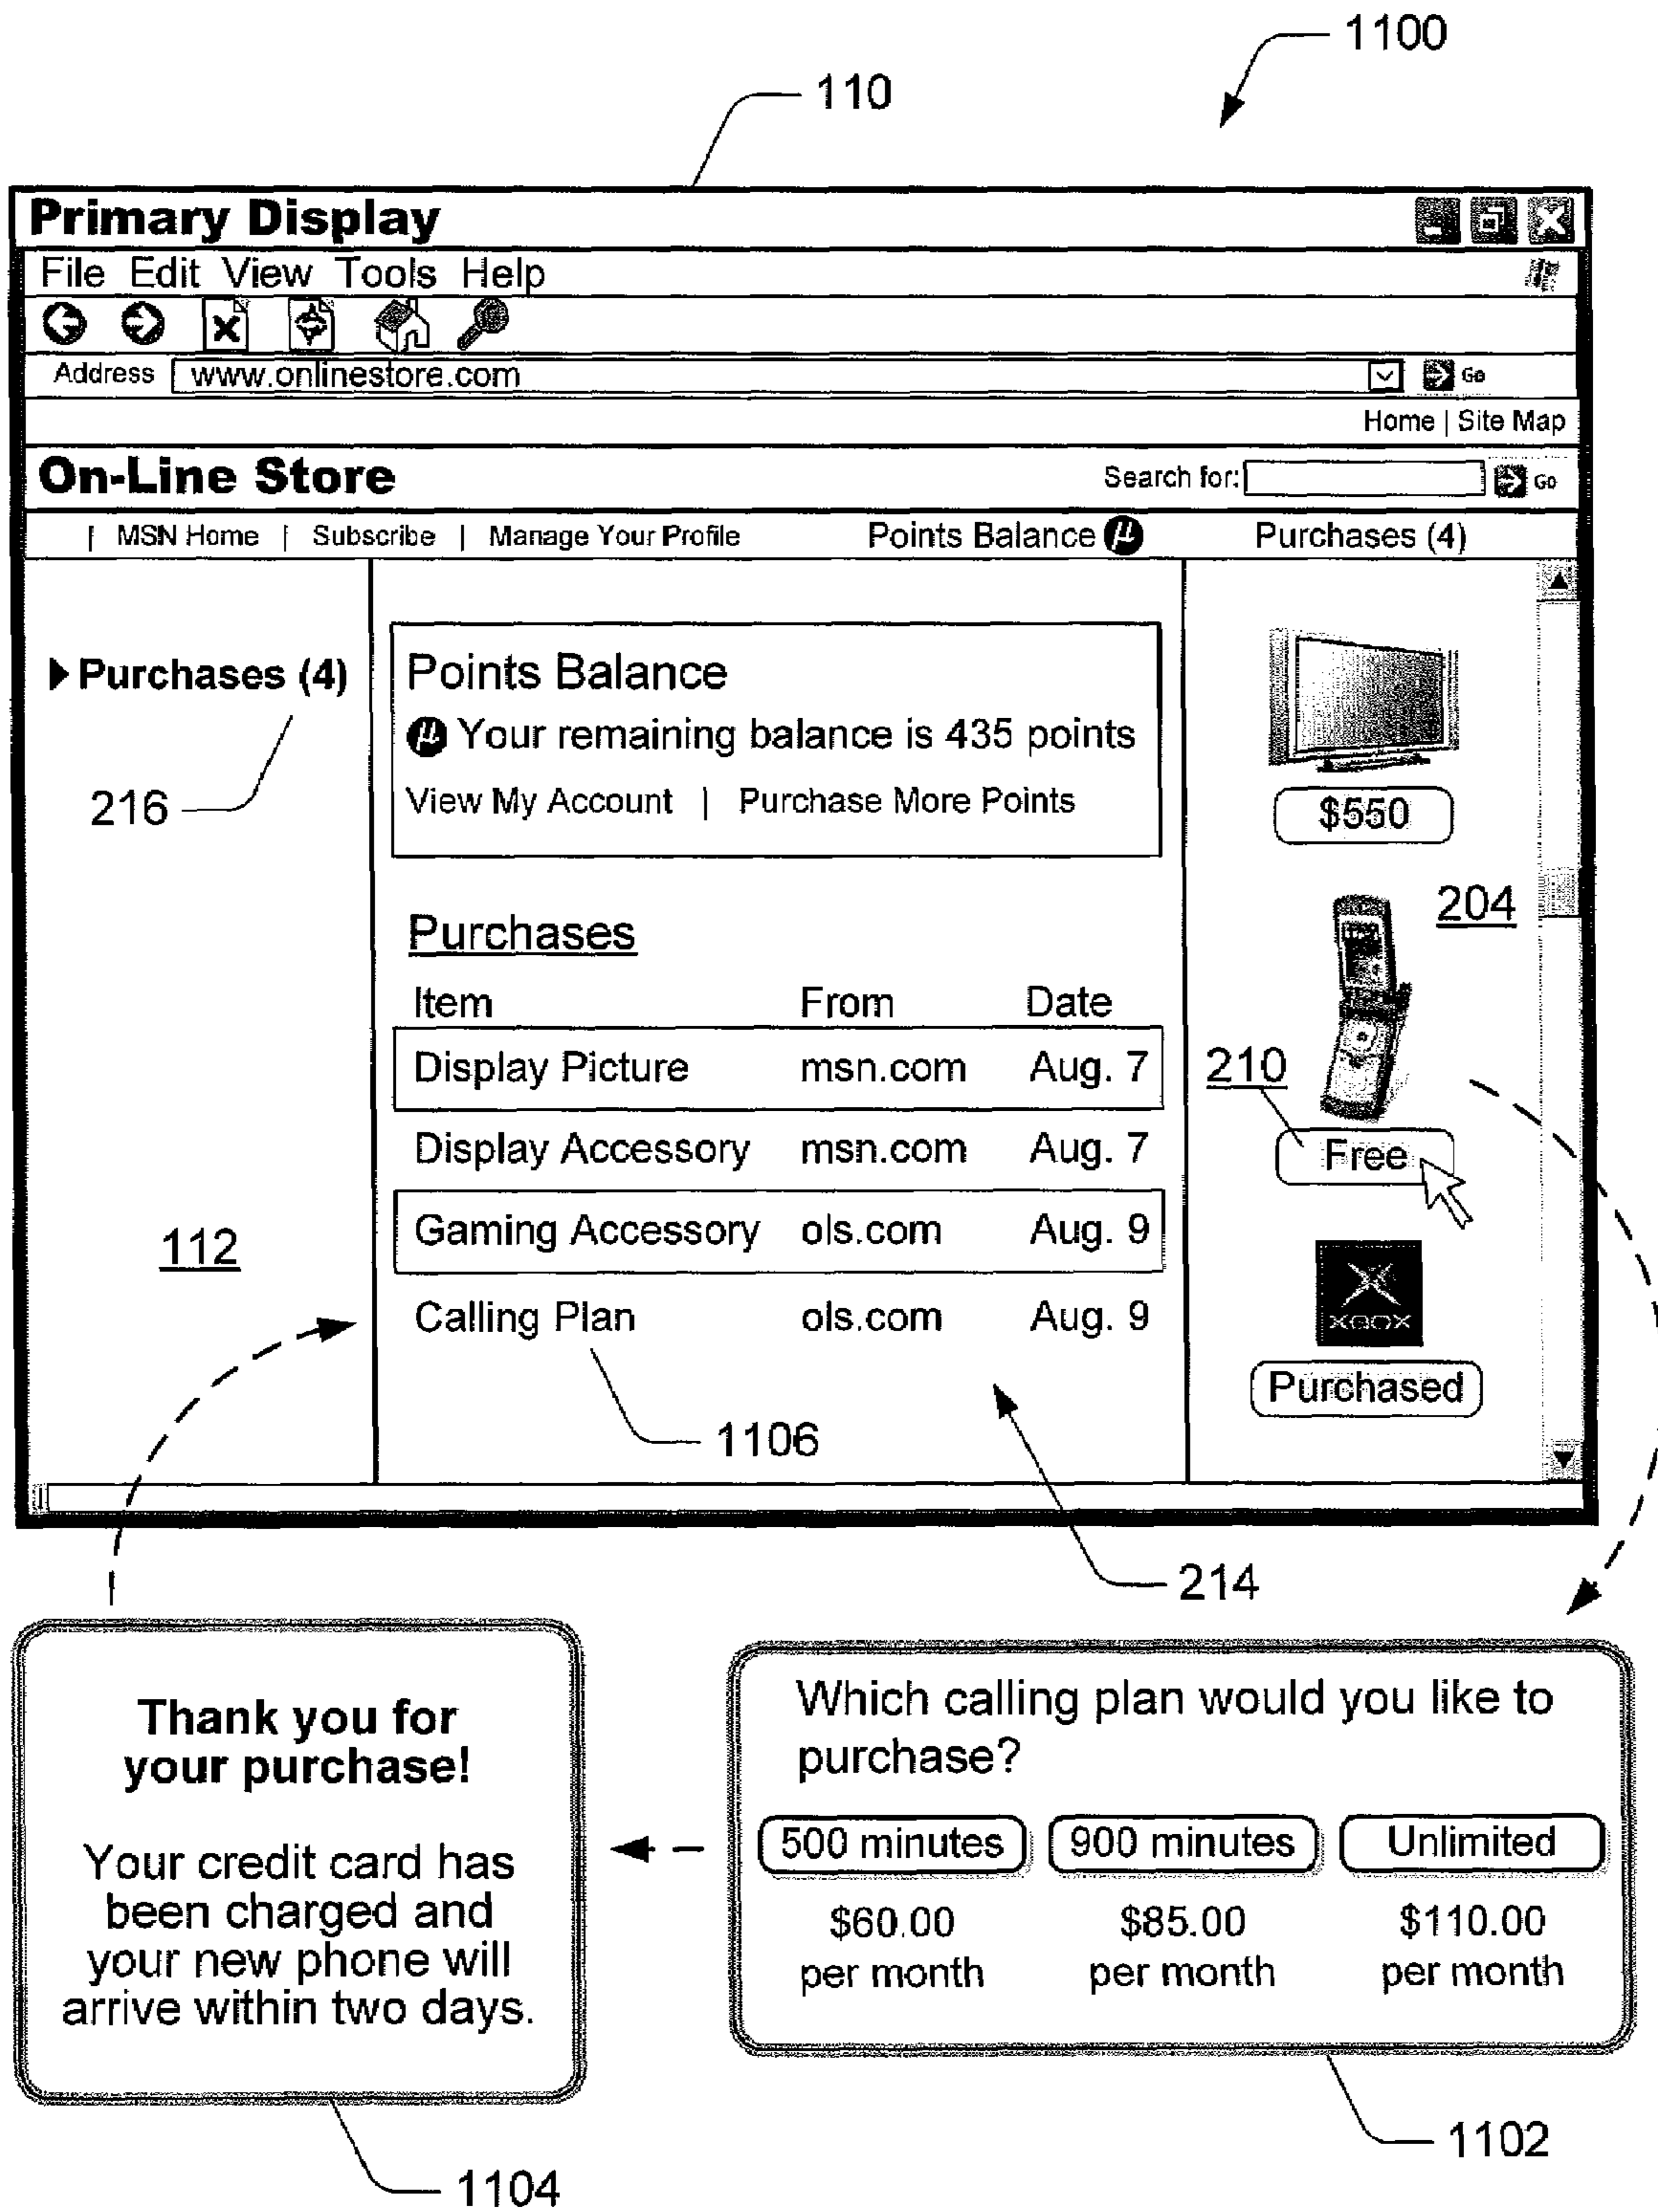 1100
110
Primary Display
File Edit View Tools Help
Address www.onlinestore.com Go
Home | Site Map
On-Line Store Search for: Go
| MSN Home | Subscribe | Manage Your Profile Points Balance μ Purchases (4)
Purchases (4)
216
Points Balance
μ Your remaining balance is 435 points
View My Account | Purchase More Points
$550
204
Purchases
Item From Date
Display Picture msn.com Aug. 7
Display Accessory msn.com Aug. 7
Gaming Accessory ols.com Aug. 9
Calling Plan ols.com Aug. 9
210
Free
XBOX
Purchased
112
1106
214
Thank you for
your purchase!
Your credit card has
been charged and
your new phone will
arrive within two days.
1104
Which calling plan would you like to
purchase?
500 minutes 900 minutes Unlimited
$60.00 $85.00 $110.00
per month per month per month
1102